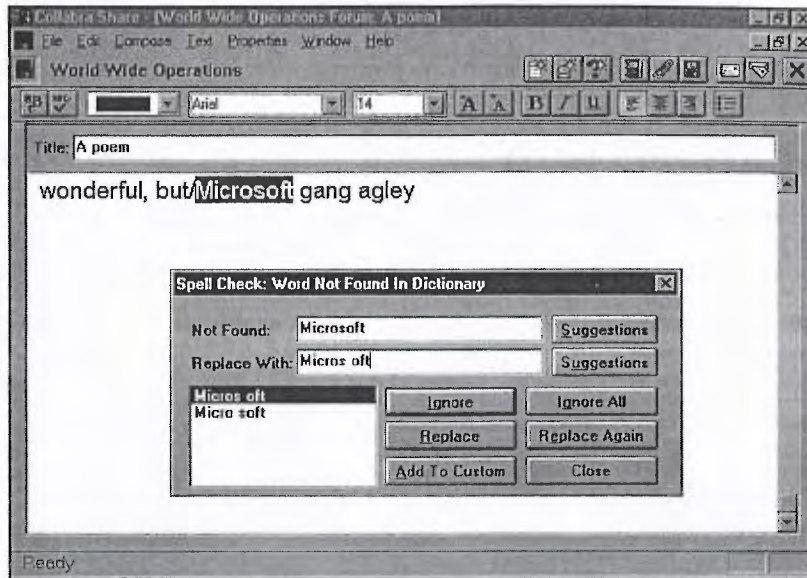 Collabra Share - [World Wide Operations Forum: A poem]
File Edit Compose Text Properties Window Help
World Wide Operations
Arial 14 A A B I U
Title: A poem
wonderful, but/Microsoft gang agley
Spell Check: Word Not Found In Dictionary
Not Found: Microsoft Suggestions
Replace With: Micros oft Suggestions
Micros oft Ignore Ignore All
Micro soft
Replace Replace Again
Add To Custom Close
Ready